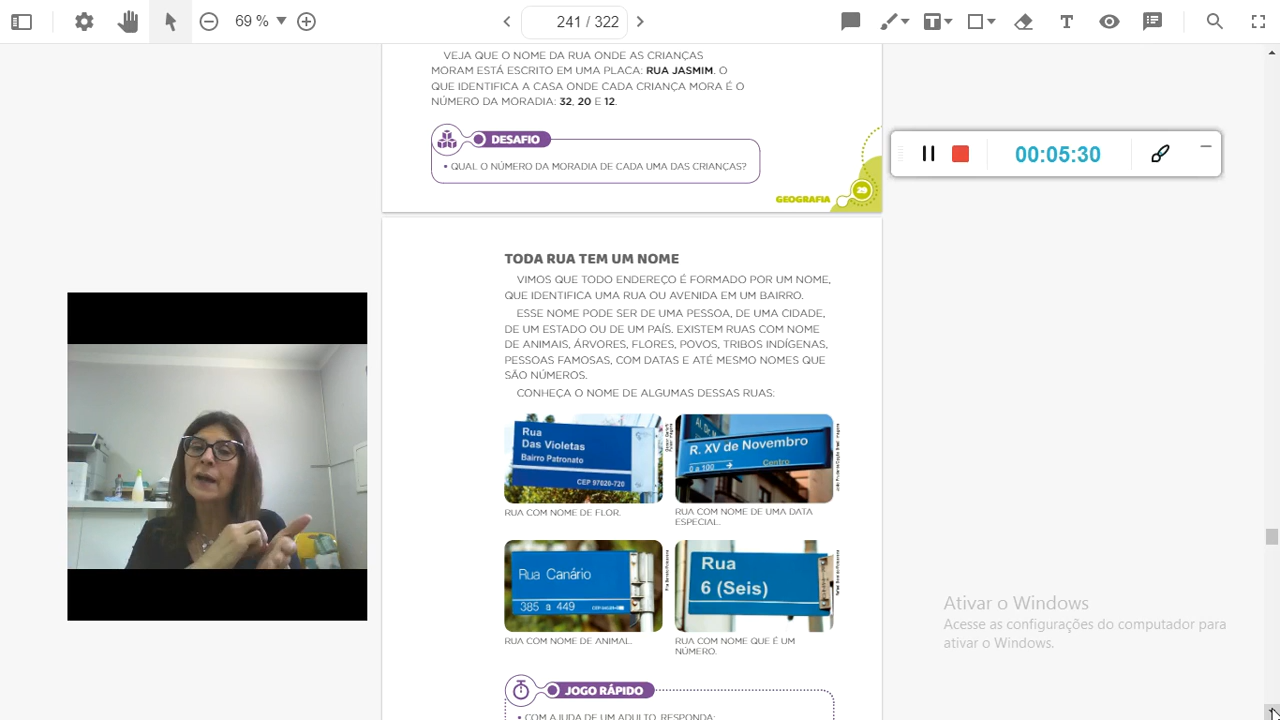 69 %
241 / 322
VEJA QUE O NOME DA RUA ONDE AS CRIANÇAS
MORAM ESTÁ ESCRITO EM UMA PLACA: RUA JASMIM. O
QUE IDENTIFICA A CASA ONDE CADA CRIANÇA MORA É O
NÚMERO DA MORADIA: 32, 20 E 12.
DESAFIO
• QUAL O NÚMERO DA MORADIA DE CADA UMA DAS CRIANÇAS?
GEOGRAFIA 29
00:05:30
TODA RUA TEM UM NOME
VIMOS QUE TODO ENDEREÇO É FORMADO POR UM NOME,
QUE IDENTIFICA UMA RUA OU AVENIDA EM UM BAIRRO.
ESSE NOME PODE SER DE UMA PESSOA, DE UMA CIDADE,
DE UM ESTADO OU DE UM PAÍS. EXISTEM RUAS COM NOME
DE ANIMAIS, ÁRVORES, FLORES, POVOS, TRIBOS INDÍGENAS,
PESSOAS FAMOSAS, COM DATAS E ATÉ MESMO NOMES QUE
SÃO NÚMEROS.
CONHEÇA O NOME DE ALGUMAS DESSAS RUAS:
Rua
Das Violetas
Bairro Patronato
CEP 97020-720
RUA COM NOME DE FLOR.
R. XV de Novembro
0 a 100
Centro
RUA COM NOME DE UMA DATA
ESPECIAL.
Rua Canário
385 a 449
RUA COM NOME DE ANIMAL.
Rua
6 (Seis)
RUA COM NOME QUE É UM
NÚMERO.
JOGO RÁPIDO
• COM AJUDA DE UM ADULTO, RESPONDA:
Ativar o Windows
Acesse as configurações do computador para
ativar o Windows.